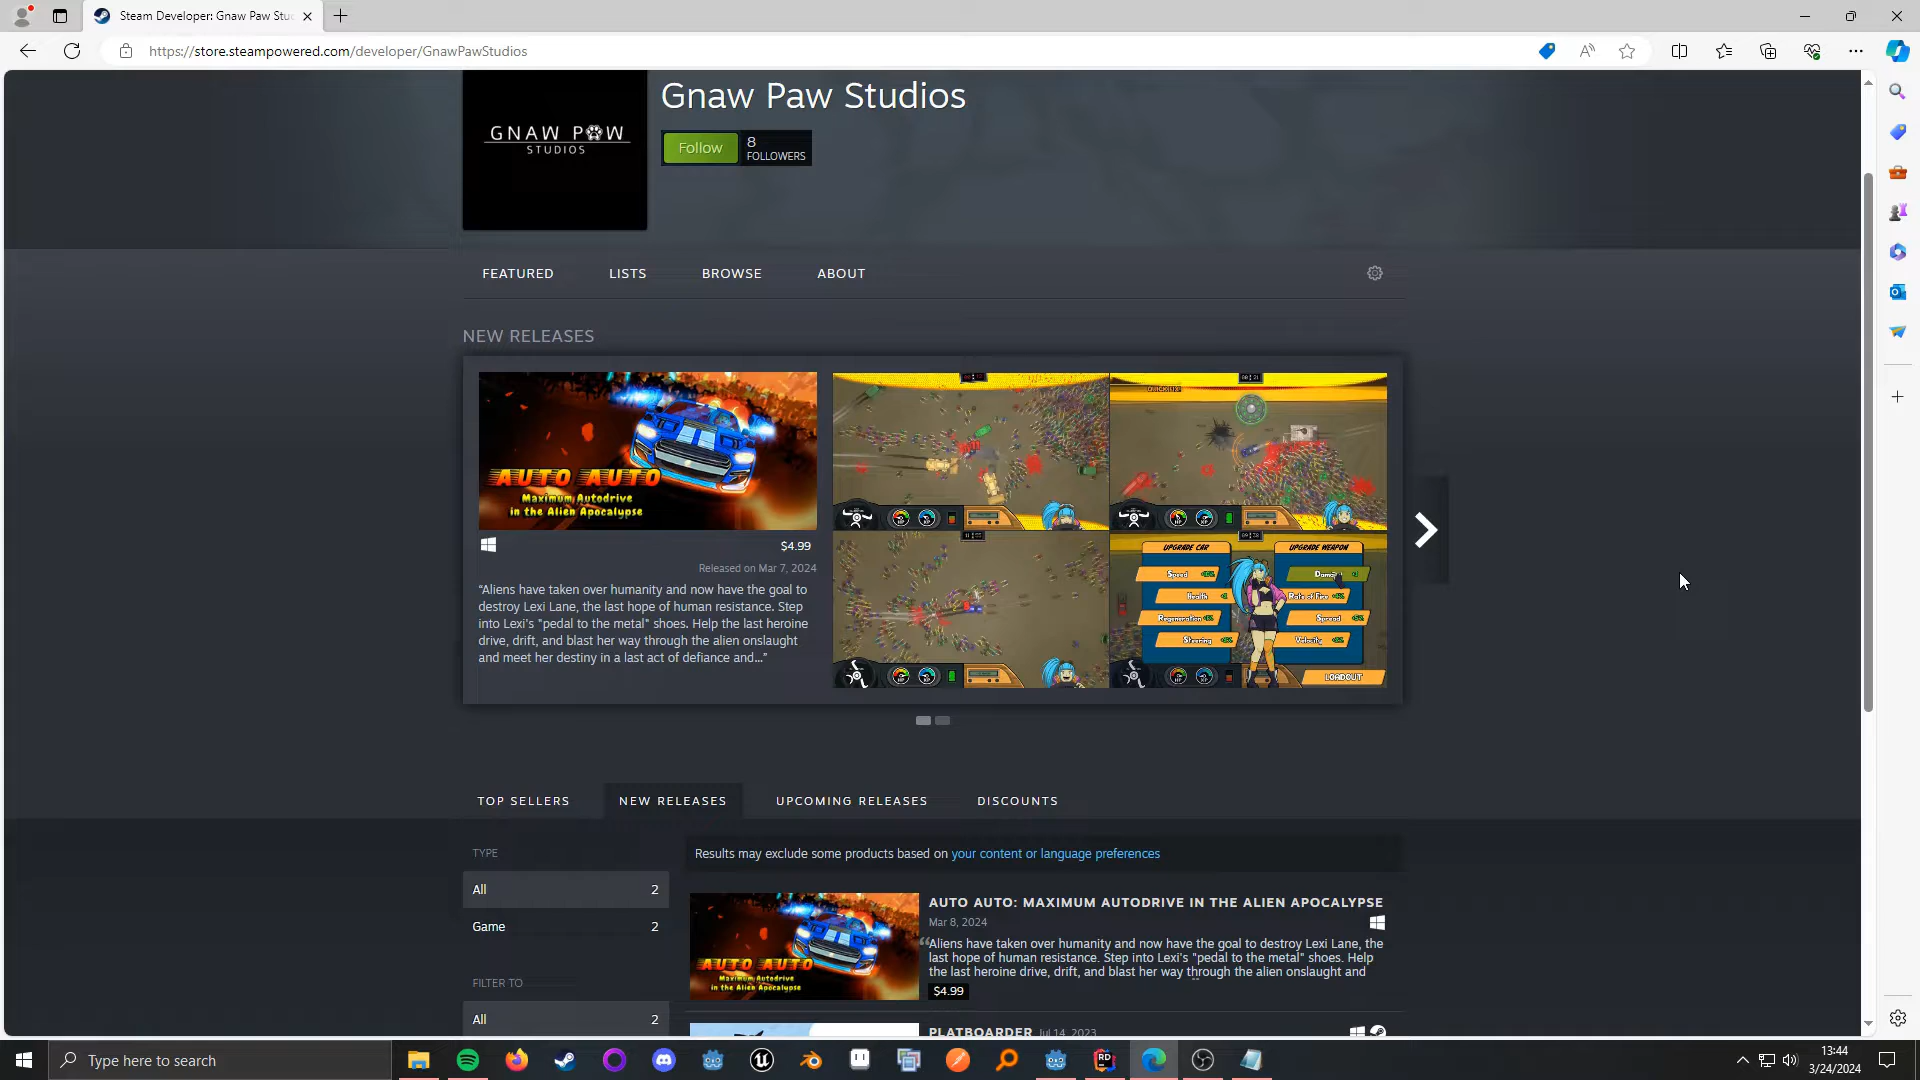 Steam Developer: Gnaw Paw Stuc
https://store.steampowered.com/developer/GnawPawStudios
GNAW PAW
STUDIOS
Gnaw Paw Studios
Follow
8
FOLLOWERS
FEATURED
LISTS
BROWSE
ABOUT
NEW RELEASES
AUTO AUTO
Maximum Autodrive
in the Alien Apocalypse
$4.99
Released on Mar 7, 2024
“Aliens have taken over humanity and now have the goal to
destroy Lexi Lane, the last hope of human resistance. Step
into Lexi's "pedal to the metal" shoes. Help the last heroine
drive, drift, and blast her way through the alien onslaught
and meet her destiny in a last act of defiance and...”
UPGRADE CAR
UPGRADE WEAPON
Speed
Health
Rate of Fire
Regeneration
Spread
Steering
Velocity
LOADOUT
TOP SELLERS
NEW RELEASES
UPCOMING RELEASES
DISCOUNTS
TYPE
All 2
Game 2
FILTER TO
All 2
Results may exclude some products based on your content or language preferences
AUTO AUTO
Maximum Autodrive
in the Alien Apocalypse
AUTO AUTO: MAXIMUM AUTODRIVE IN THE ALIEN APOCALYPSE
Mar 8, 2024
“Aliens have taken over humanity and now have the goal to destroy Lexi Lane, the
last hope of human resistance. Step into Lexi's "pedal to the metal" shoes. Help
the last heroine drive, drift, and blast her way through the alien onslaught and
$4.99
PLATBOARDER Jul 14, 2023
Type here to search
RD
13:44
3/24/2024